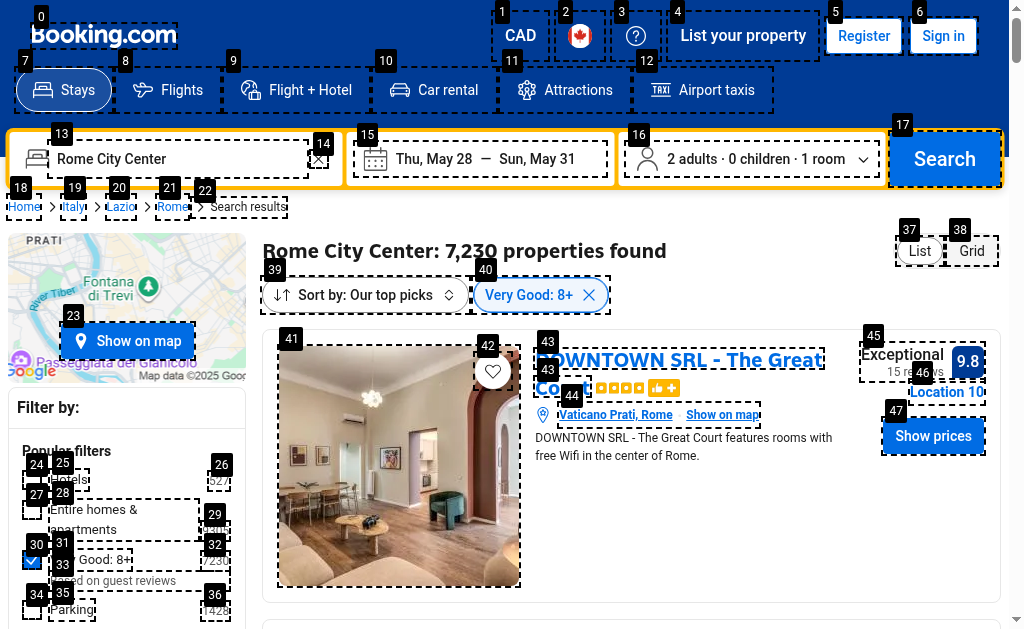 Booking.com
CAD
List your property
Register
Sign in
Stays
Flights
Flight + Hotel
Car rental
Attractions
Airport taxis
Rome City Center
Thu, May 28 — Sun, May 31
2 adults · 0 children · 1 room
Search
Home
Italy
Lazio
Rome
Search results
PRATI
River Tiber
Fontana
di Trevi
Show on map
Passeggiata del Gianicolo
Google
Map data ©2025 Goog
Rome City Center: 7,230 properties found
List
Grid
Sort by: Our top picks
Very Good: 8+
Filter by:
Popular filters
Hotels
527
Entire homes &
apartments
Very Good: 8+
7230
Based on guest reviews
Parking
1428
DOWNTOWN SRL - The Great
Court
Vaticano Prati, Rome
Show on map
DOWNTOWN SRL - The Great Court features rooms with
free Wifi in the center of Rome.
Exceptional
15 reviews
9.8
Location 10
Show prices
0
1
2
3
4
5
6
7
8
9
10
11
12
13
14
15
16
17
18
19
20
21
22
23
24
25
26
27
28
29
30
31
32
33
34
35
36
37
38
39
40
41
42
43
43
44
45
46
47